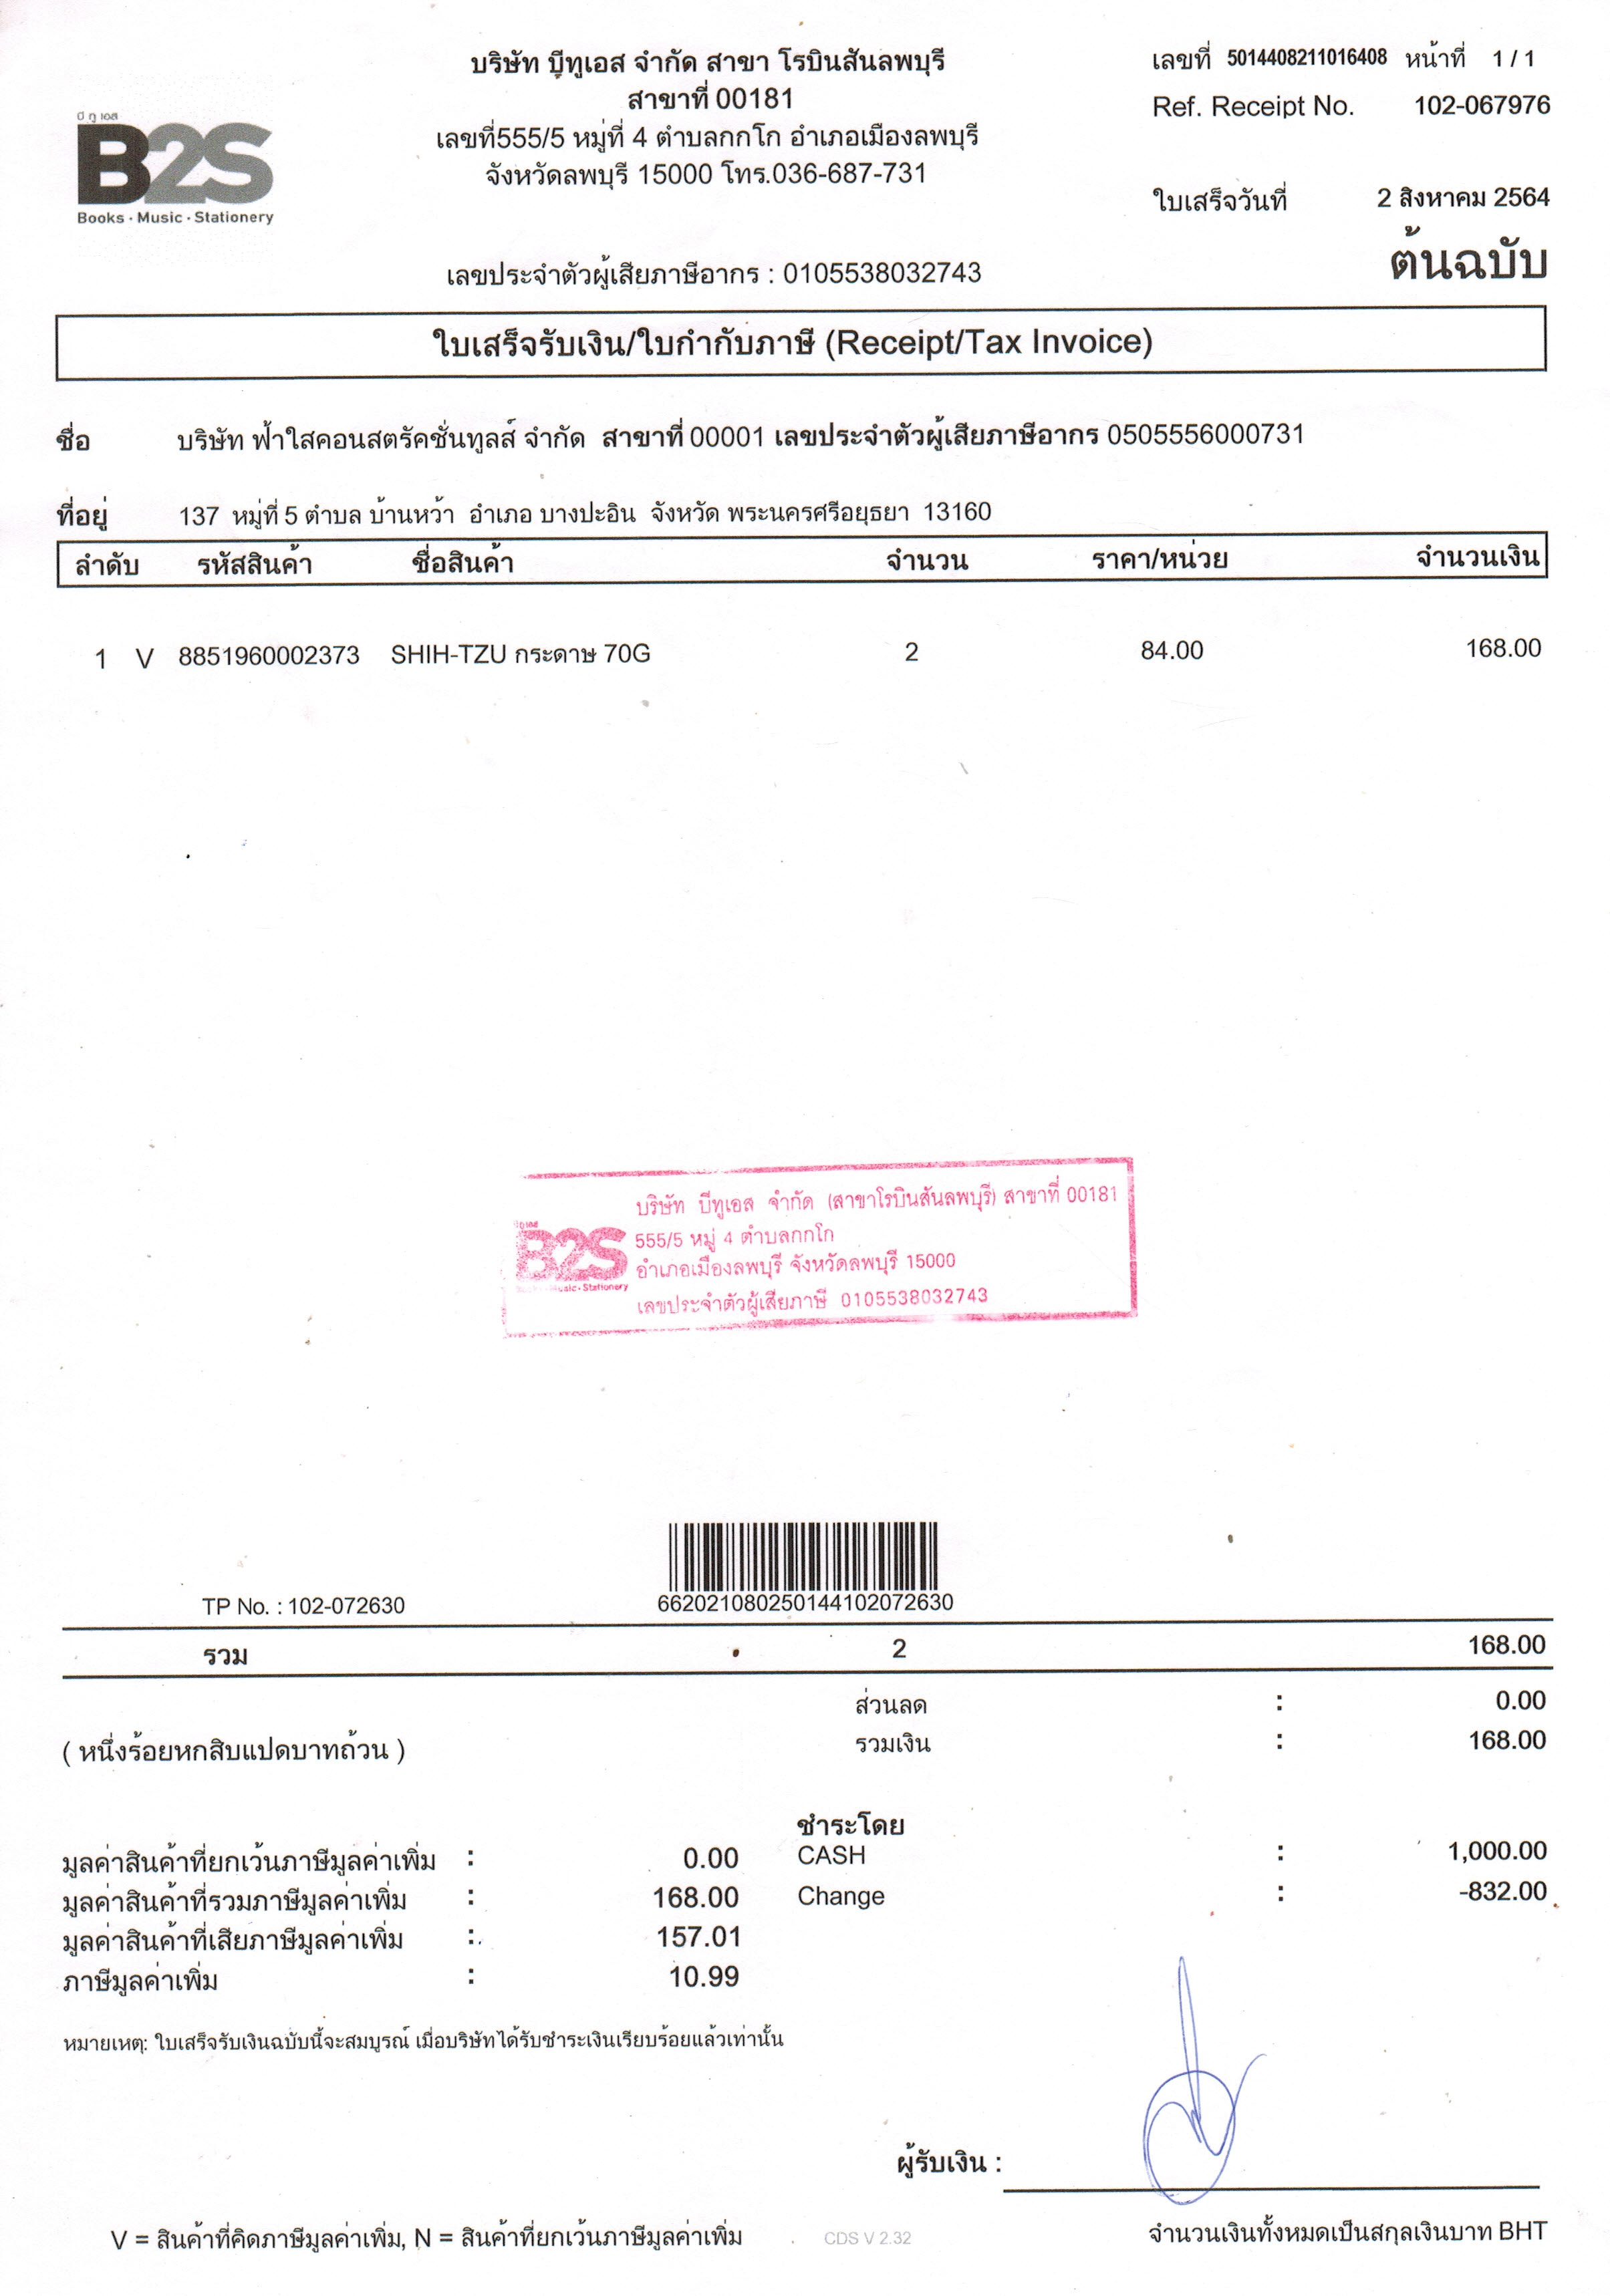 บริษัท บีทูเอส จำกัด สาขา โรบินสันลพบุรี
สาขาที่ 00181
เลขที่555/5 หมู่ที่ 4 ตำบลกกโก อำเภอเมืองลพบุรี
จังหวัดลพบุรี 15000 โทร.036-687-731
เลขที่ 5014408211016408 หน้าที่ 1 / 1
Ref. Receipt No. 102-067976
ใบเสร็จวันที่ 2 สิงหาคม 2564
ต้นฉบับ
บี ทู เอส
B2S
Books · Music · Stationery
เลขประจำตัวผู้เสียภาษีอากร : 0105538032743
ใบเสร็จรับเงิน/ใบกำกับภาษี (Receipt/Tax Invoice)
ชื่อ บริษัท ฟ้าใสคอนสตรัคชั่นทูลส์ จำกัด สาขาที่ 00001 เลขประจำตัวผู้เสียภาษีอากร 0505556000731
ที่อยู่ 137 หมู่ที่ 5 ตำบล บ้านหว้า อำเภอ บางปะอิน จังหวัด พระนครศรีอยุธยา 13160
ลำดับ รหัสสินค้า ชื่อสินค้า จำนวน ราคา/หน่วย จำนวนเงิน
1 V 8851960002373 SHIH-TZU กระดาษ 70G 2 84.00 168.00
บริษัท บีทูเอส จำกัด (สาขาโรบินสันลพบุรี) สาขาที่ 00181
B2S 555/5 หมู่ 4 ตำบลกกโก
อำเภอเมืองลพบุรี จังหวัดลพบุรี 15000
Stationery
เลขประจำตัวผู้เสียภาษี 0105538032743
TP No. : 102-072630 6620210802501441​02072630
รวม 2 168.00
ส่วนลด : 0.00
( หนึ่งร้อยหกสิบแปดบาทถ้วน ) รวมเงิน : 168.00
ชำระโดย
มูลค่าสินค้าที่ยกเว้นภาษีมูลค่าเพิ่ม : 0.00 CASH : 1,000.00
มูลค่าสินค้าที่รวมภาษีมูลค่าเพิ่ม : 168.00 Change : -832.00
มูลค่าสินค้าที่เสียภาษีมูลค่าเพิ่ม : 157.01
ภาษีมูลค่าเพิ่ม : 10.99
หมายเหตุ: ใบเสร็จรับเงินฉบับนี้จะสมบูรณ์ เมื่อบริษัทได้รับชำระเงินเรียบร้อยแล้วเท่านั้น
ผู้รับเงิน :
V = สินค้าที่คิดภาษีมูลค่าเพิ่ม, N = สินค้าที่ยกเว้นภาษีมูลค่าเพิ่ม CDS V 2.32 จำนวนเงินทั้งหมดเป็นสกุลเงินบาท BHT